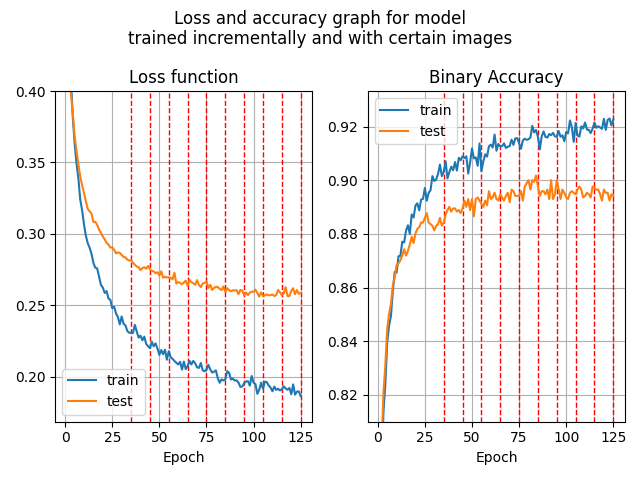 Loss and accuracy graph for model
trained incrementally and with certain images
Loss function
0.40
0.35
0.30
0.25
0.20
train
test
0 25 50 75 100 125
Epoch
Binary Accuracy
train
test
0.92
0.90
0.88
0.86
0.84
0.82
0 25 50 75 100 125
Epoch